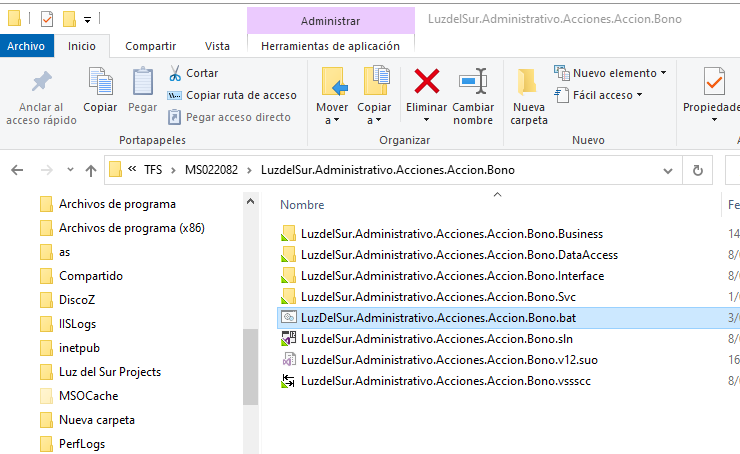 Administrar
LuzdelSur.Administrativo.Acciones.Accion.Bono
Archivo
Inicio
Compartir
Vista
Herramientas de aplicación
Anclar al
acceso rápido
Copiar
Pegar
Cortar
Copiar ruta de acceso
Pegar acceso directo
Portapapeles
Mover
a
Copiar
a
Eliminar
Cambiar
nombre
Organizar
Nueva
carpeta
Nuevo elemento
Fácil acceso
Nuevo
Propiedade
« TFS > MS022082 > LuzdelSur.Administrativo.Acciones.Accion.Bono
Archivos de programa
Archivos de programa (x86)
as
Compartido
DiscoZ
IISLogs
inetpub
Luz del Sur Projects
MSOCache
Nueva carpeta
PerfLogs
Nombre
Fe
LuzdelSur.Administrativo.Acciones.Accion.Bono.Business
14
LuzdelSur.Administrativo.Acciones.Accion.Bono.DataAccess
8/
LuzdelSur.Administrativo.Acciones.Accion.Bono.Interface
8/
LuzdelSur.Administrativo.Acciones.Accion.Bono.Svc
1/
LuzDelSur.Administrativo.Acciones.Accion.Bono.bat
3/
LuzdelSur.Administrativo.Acciones.Accion.Bono.sln
8/
LuzdelSur.Administrativo.Acciones.Accion.Bono.v12.suo
16
LuzdelSur.Administrativo.Acciones.Accion.Bono.vssscc
8/